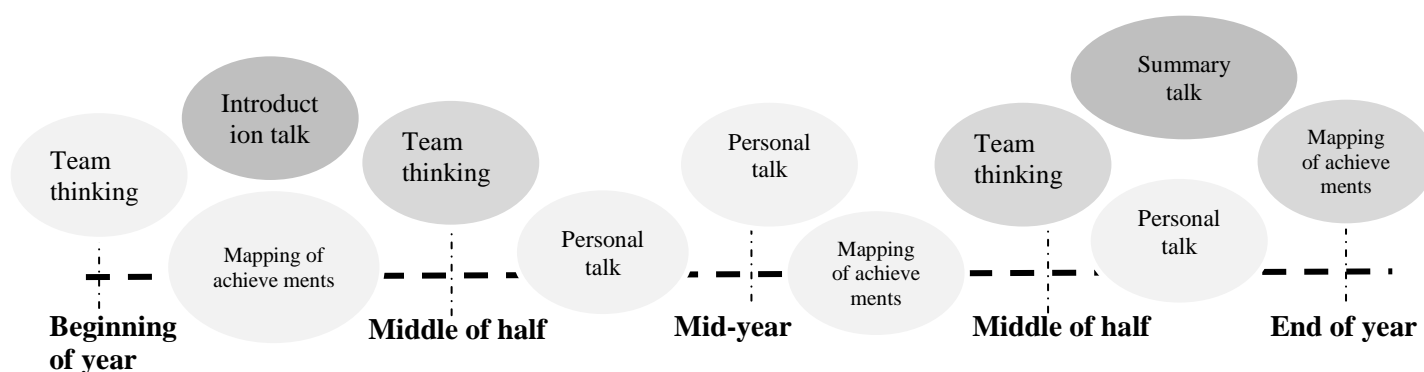 Team
thinking
Introduct
ion talk
Mapping of
achieve ments
Team
thinking
Personal
talk
Personal
talk
Mapping
of achieve
ments
Team
thinking
Summary
talk
Personal
talk
Mapping
of achieve
ments
Beginning
of year
Middle of half
Mid-year
Middle of half
End of year